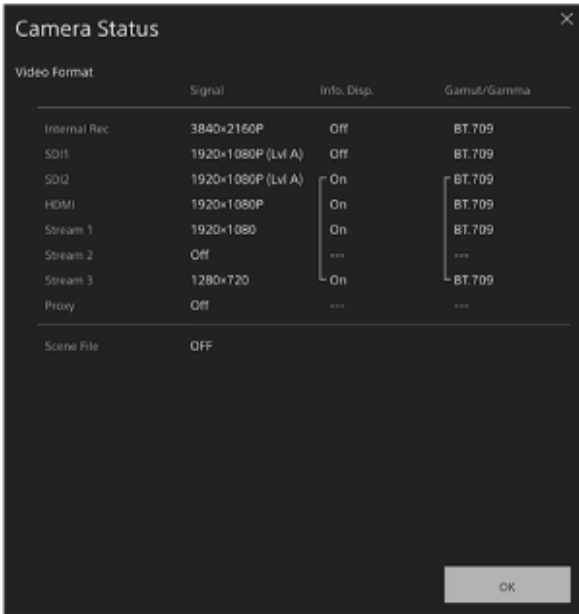 Camera Status
Video Format
Signal Info. Disp. Gamut/Gamma
Internal Rec 3840×2160P Off BT.709
SDI1 1920×1080P (Lvl A) Off BT.709
SDI2 1920×1080P (Lvl A) On BT.709
HDMI 1920×1080P On BT.709
Stream 1 1920×1080 On BT.709
Stream 2 Off --- ---
Stream 3 1280×720 On BT.709
Proxy Off --- ---
Scene File OFF
OK